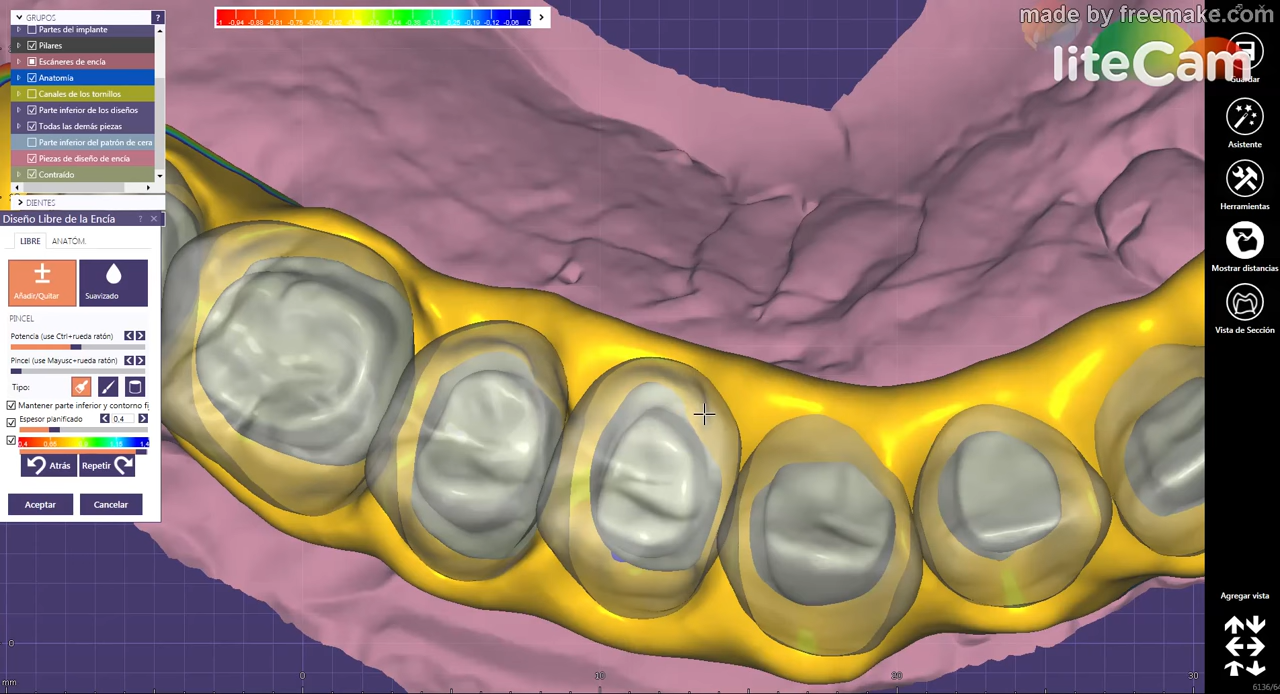 GRUPOS
?
Partes del implante
Pilares
Escáneres de encía
Anatomía
Canales de los tornillos
Parte inferior de los diseños
Todas las demás piezas
Parte inferior del patrón de cera
Piezas de diseño de encía
Contraído
DIENTES
Diseño Libre de la Encía ? ×
LIBRE ANATÓM.
Añadir/Quitar Suavizado
PINCEL
Potencia (use Ctrl+rueda ratón)
Pincel (use Mayusc+rueda ratón)
Tipo:
Mantener parte inferior y contorno fi
Espesor planificado 0,4
0,4
Atrás Repetir
Aceptar Cancelar
made by freemake.com
liteCam
Guardar
Asistente
Herramientas
Mostrar distancias
Vista de Sección
Agregar vista
0 mm 0 10 20 30